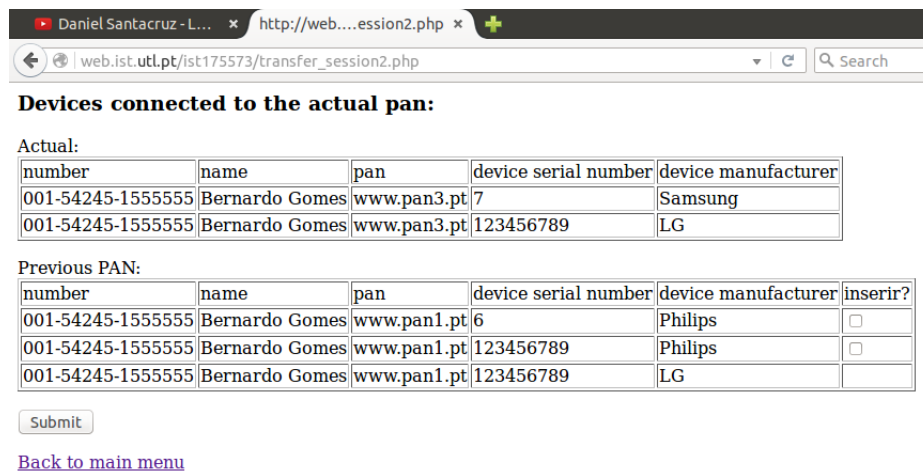 Daniel Santacruz - L... × http://web....ession2.php ×
web.ist.utl.pt/ist175573/transfer_session2.php Search
Devices connected to the actual pan:
Actual:
number name pan device serial number device manufacturer
001-54245-1555555 Bernardo Gomes www.pan3.pt 7 Samsung
001-54245-1555555 Bernardo Gomes www.pan3.pt 123456789 LG
Previous PAN:
number name pan device serial number device manufacturer inserir?
001-54245-1555555 Bernardo Gomes www.pan1.pt 6 Philips
001-54245-1555555 Bernardo Gomes www.pan1.pt 123456789 Philips
001-54245-1555555 Bernardo Gomes www.pan1.pt 123456789 LG
Submit
Back to main menu